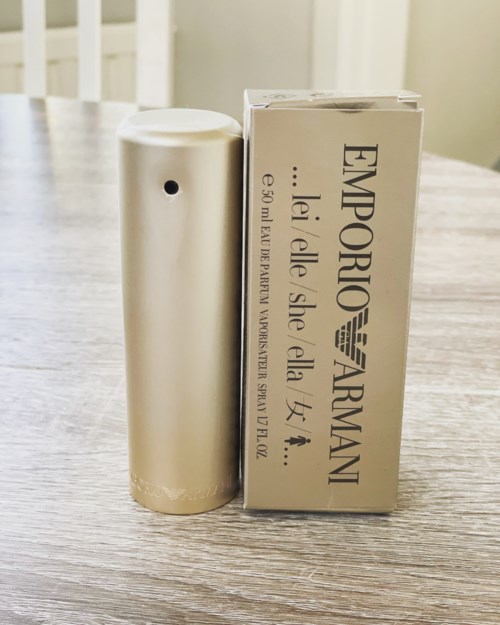 EMPORIO ARMANI
... lei / elle / she / ella / 女 / ...
e 50 ml EAU DE PARFUM VAPORISATEUR SPRAY 1.7 FL. OZ.